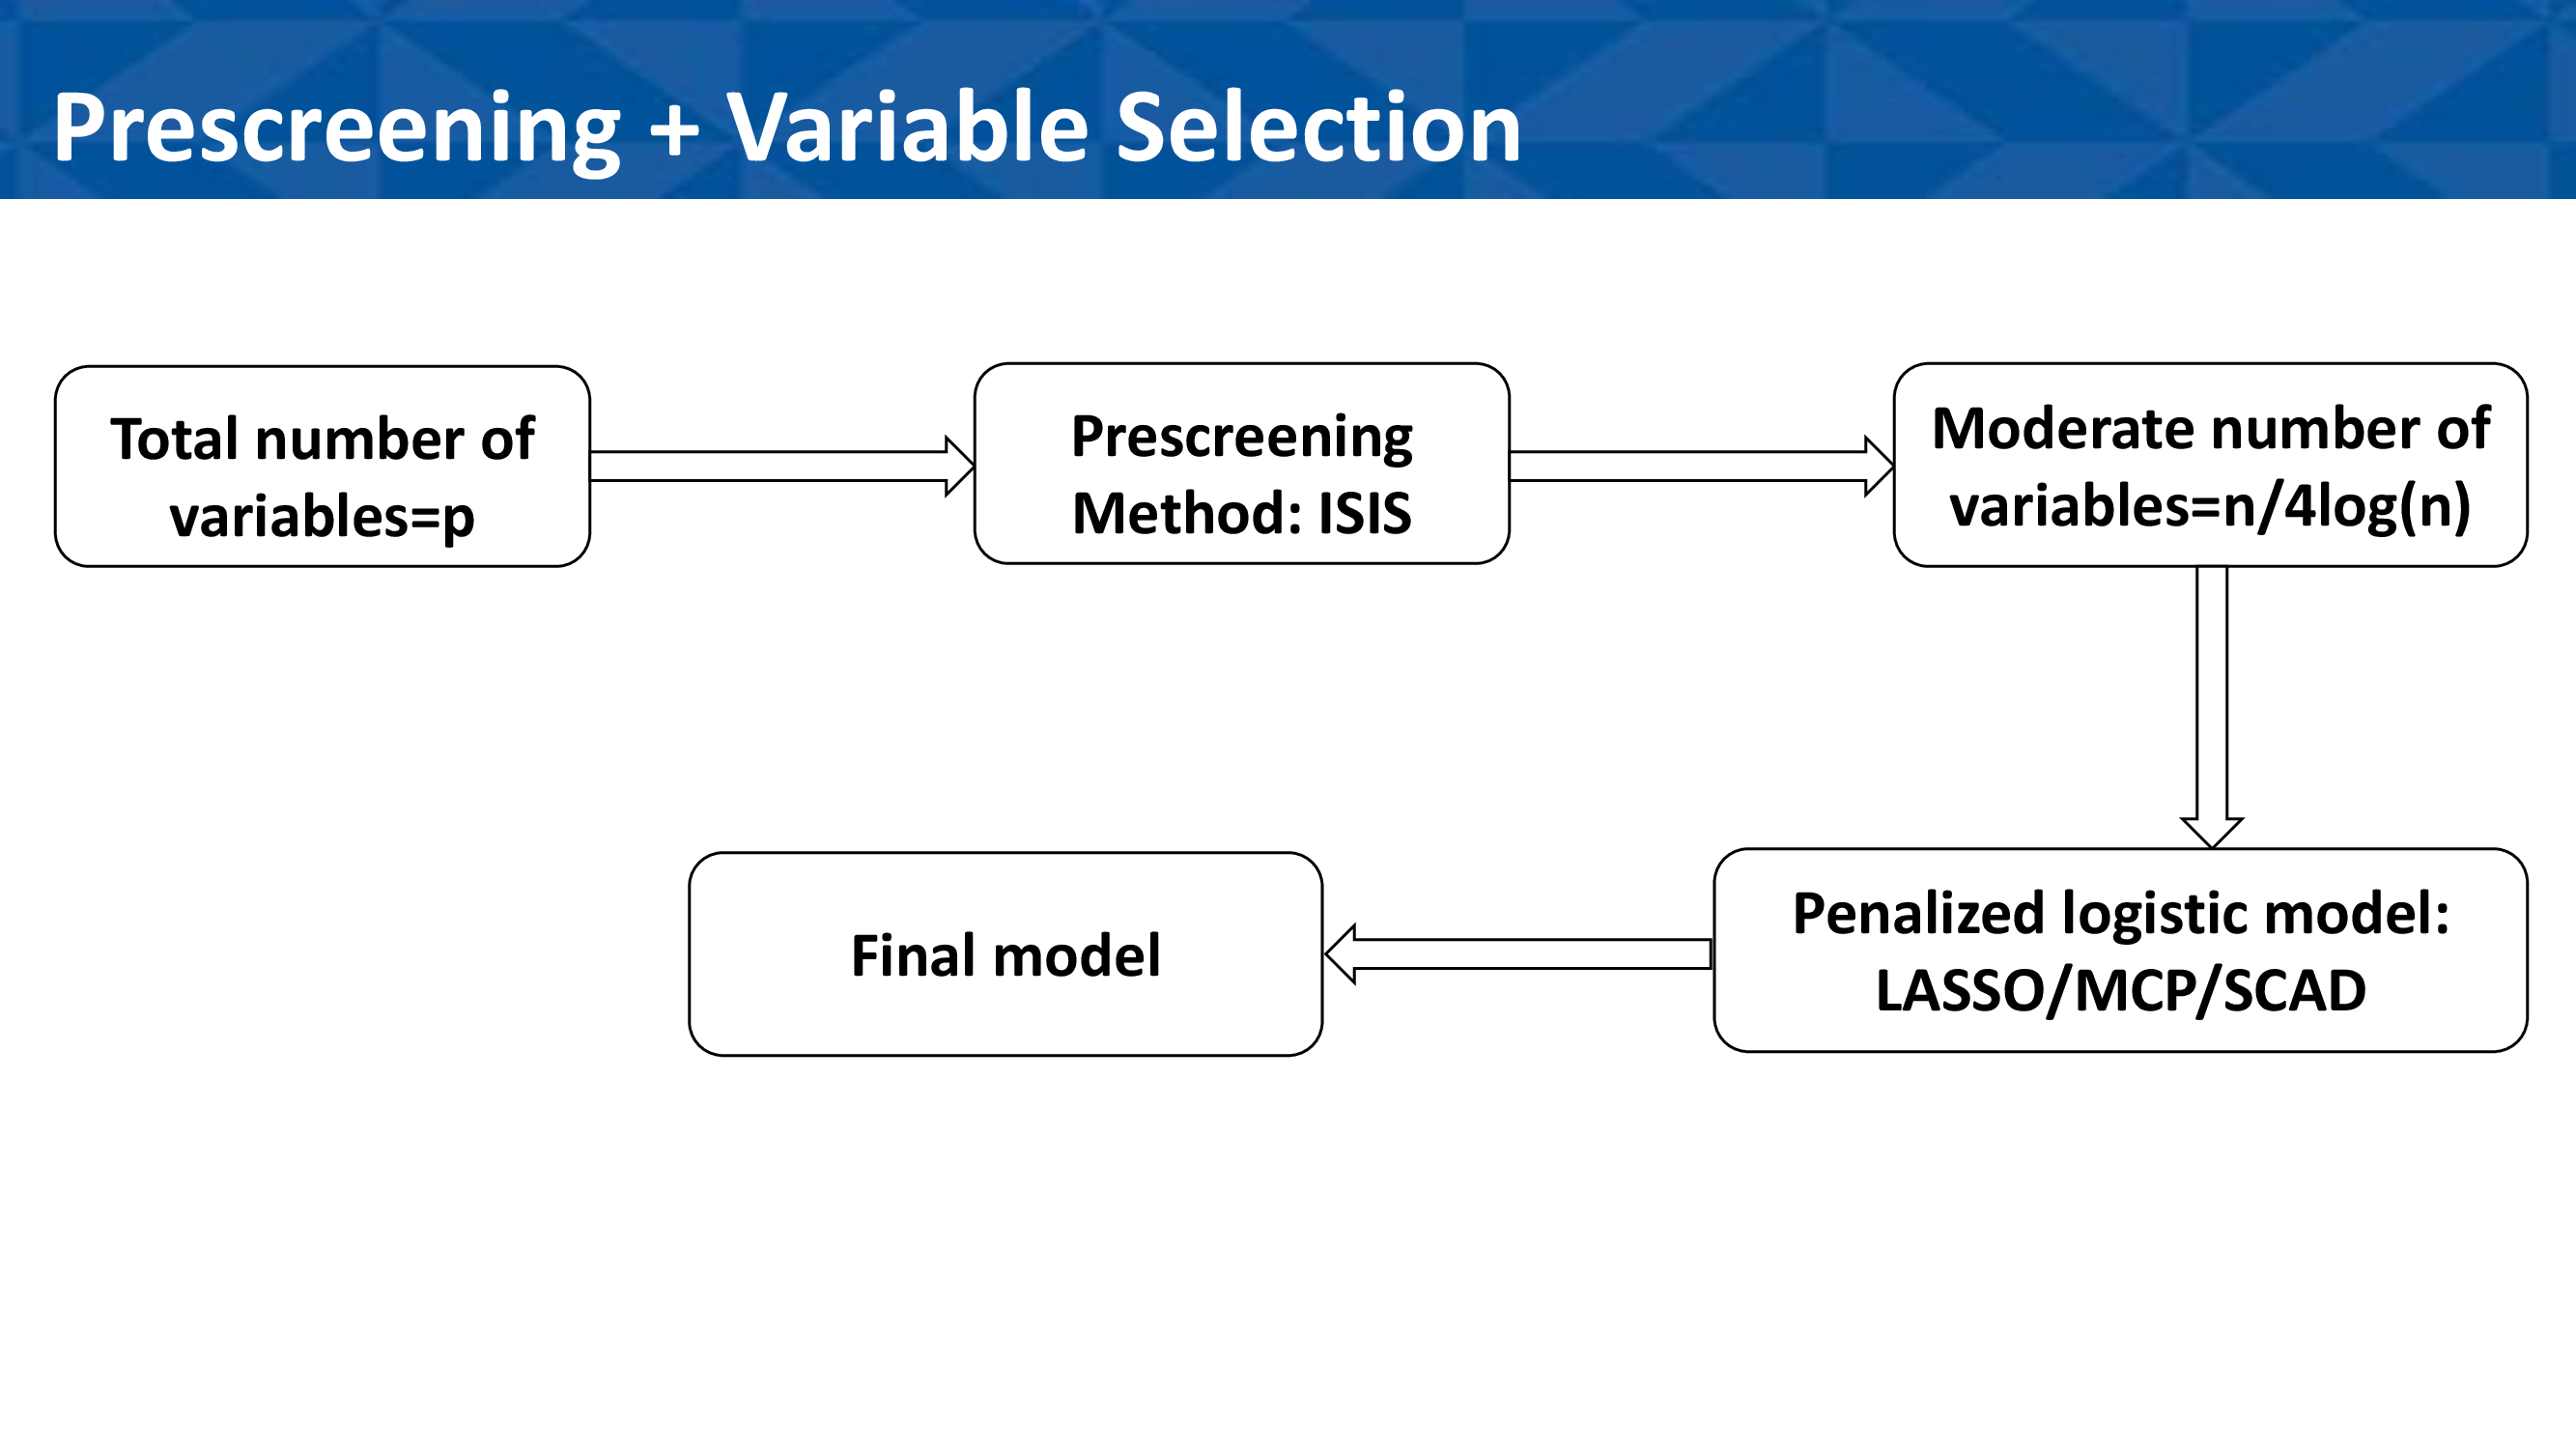 Prescreening + Variable Selection
Total number of
variables=p
Prescreening
Method: ISIS
Moderate number of
variables=n/4log(n)
Penalized logistic model:
LASSO/MCP/SCAD
Final model